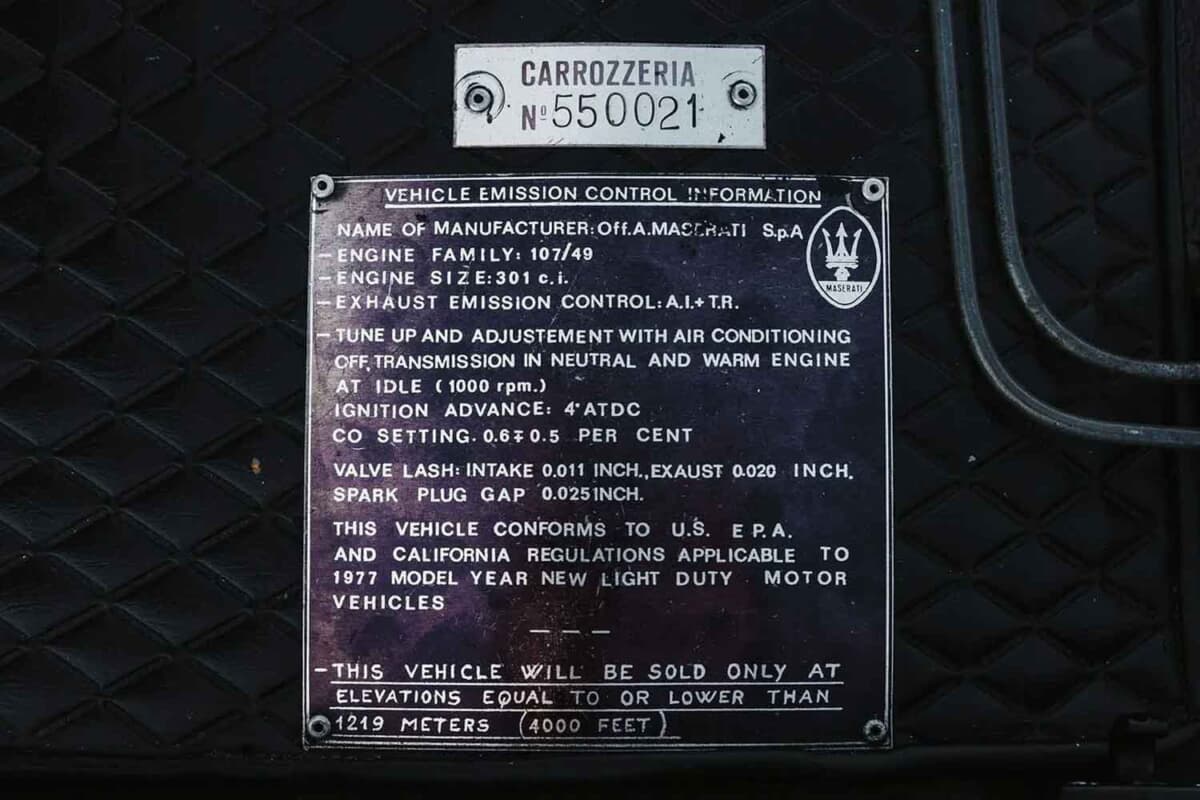 CARROZZERIA
Nº 550021
VEHICLE EMISSION CONTROL INFORMATION
NAME OF MANUFACTURER: Off. A. MASERATI S.p.A
MASERATI
- ENGINE FAMILY: 107/49
- ENGINE SIZE: 301 c.i.
- EXHAUST EMISSION CONTROL: A.I.+ T.R.
- TUNE UP AND ADJUSTEMENT WITH AIR CONDITIONING
OFF, TRANSMISSION IN NEUTRAL AND WARM ENGINE
AT IDLE (1000 rpm.)
IGNITION ADVANCE: 4° ATDC
CO SETTING. 0.6 ∓ 0.5 PER CENT
VALVE LASH: INTAKE 0.011 INCH., EXAUST 0.020 INCH.
SPARK PLUG GAP 0.025 INCH.
THIS VEHICLE CONFORMS TO U.S. E P.A.
AND CALIFORNIA REGULATIONS APPLICABLE TO
1977 MODEL YEAR NEW LIGHT DUTY MOTOR
VEHICLES
- - -
- THIS VEHICLE WILL BE SOLD ONLY AT
ELEVATIONS EQUAL TO OR LOWER THAN
1219 METERS (4000 FEET)